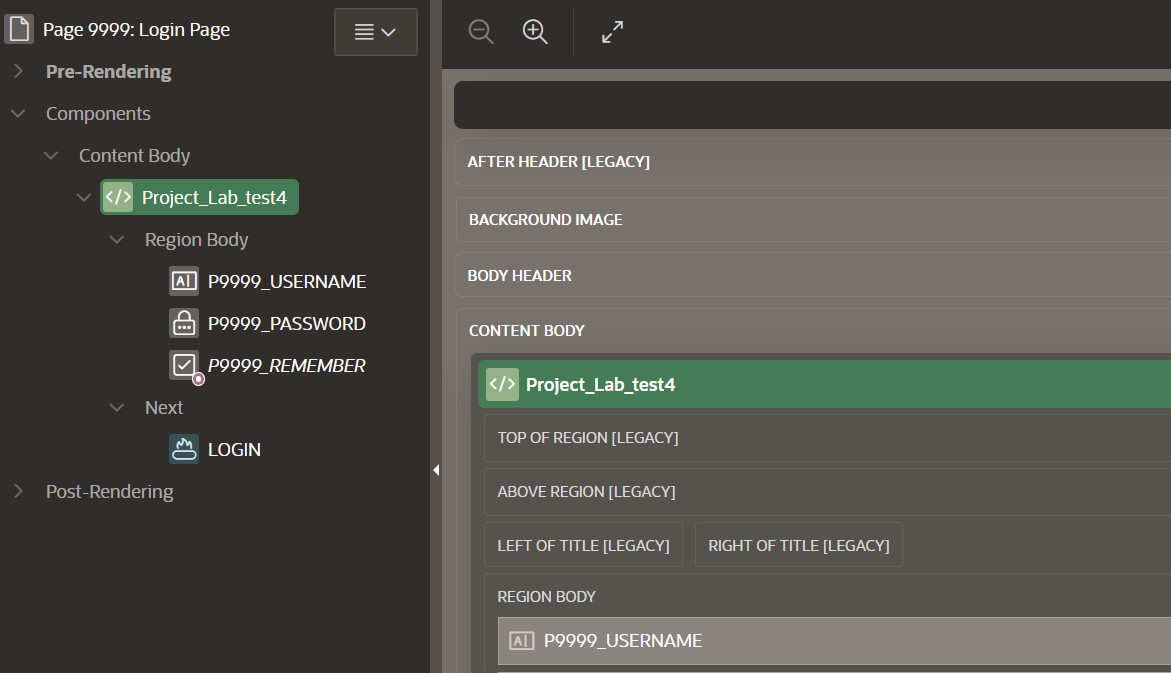 Page 9999: Login Page
Pre-Rendering
Components
Content Body
</> Project_Lab_test4
Region Body
A| P9999_USERNAME
P9999_PASSWORD
P9999_REMEMBER
Next
LOGIN
Post-Rendering
AFTER HEADER [LEGACY]
BACKGROUND IMAGE
BODY HEADER
CONTENT BODY
</> Project_Lab_test4
TOP OF REGION [LEGACY]
ABOVE REGION [LEGACY]
LEFT OF TITLE [LEGACY] RIGHT OF TITLE [LEGACY]
REGION BODY
A| P9999_USERNAME